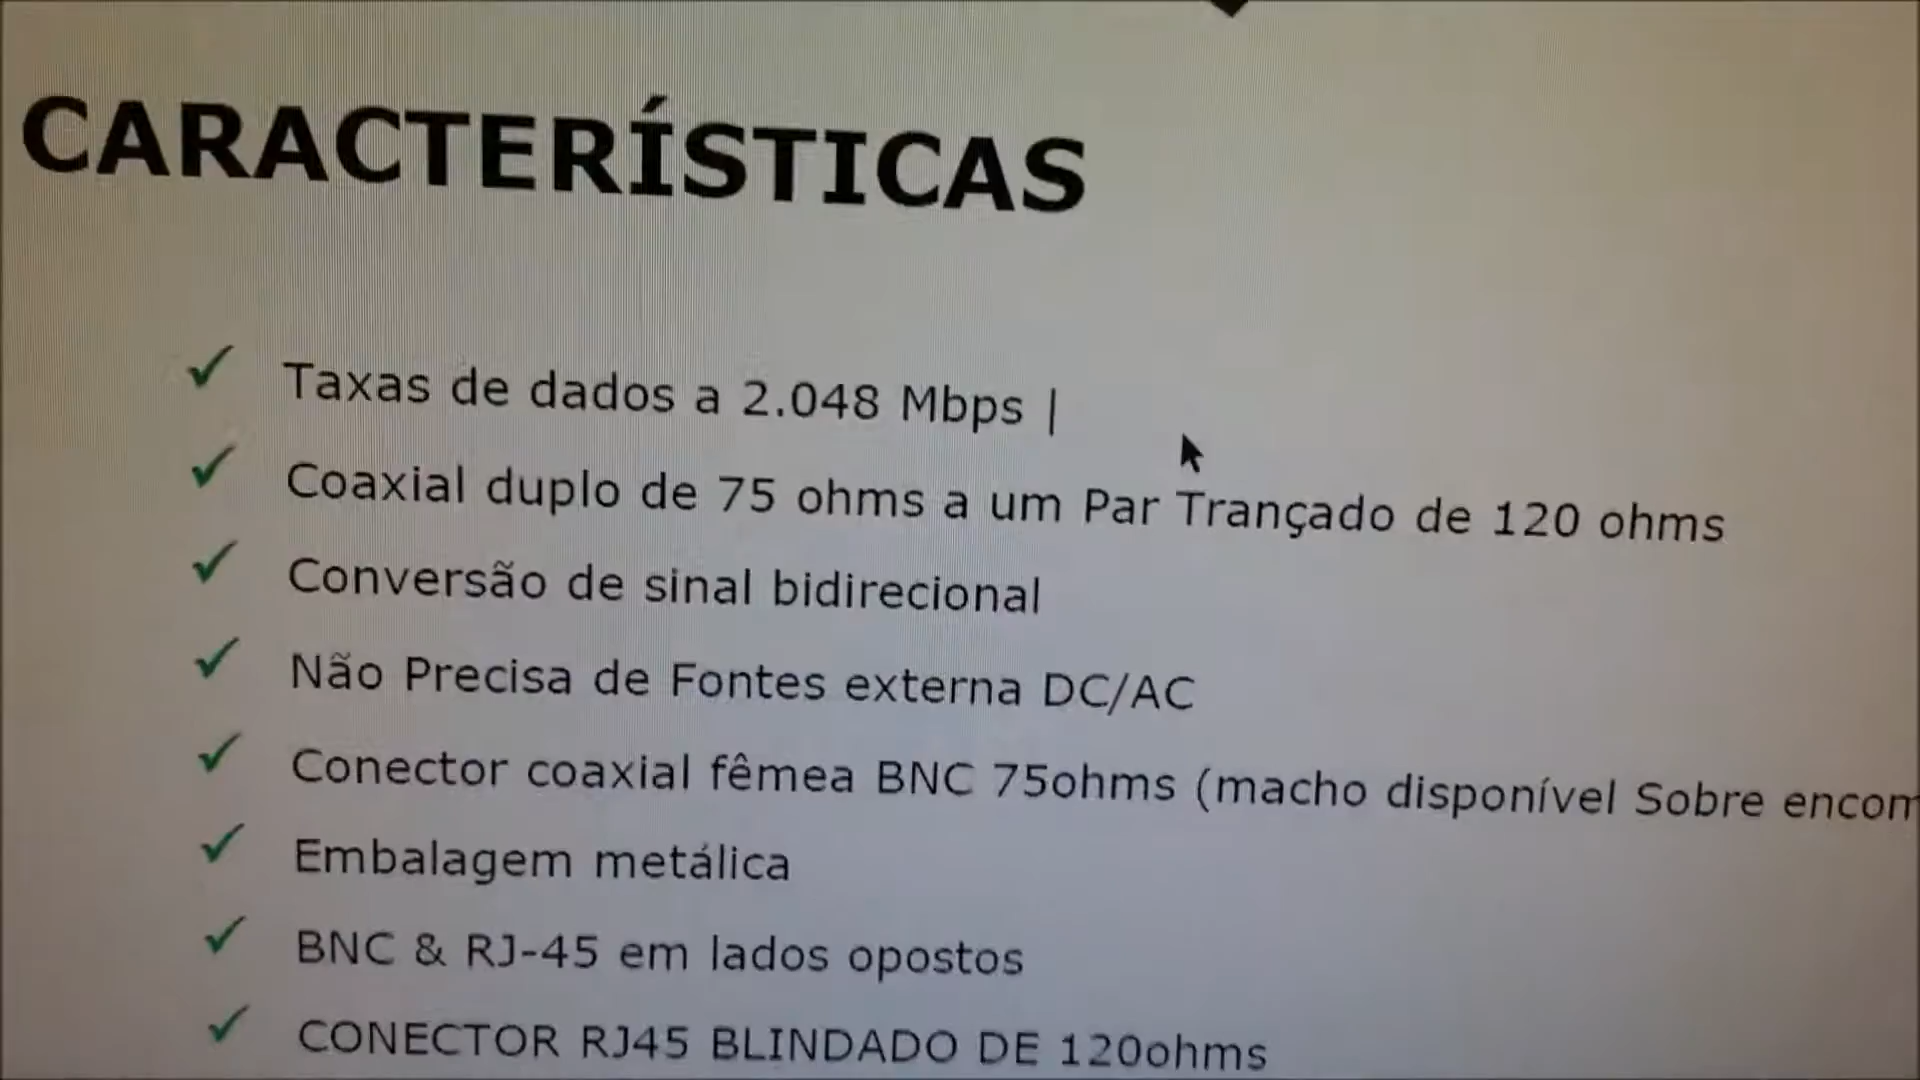 CARACTERÍSTICAS
✓ Taxas de dados a 2.048 Mbps |
✓ Coaxial duplo de 75 ohms a um Par Trançado de 120 ohms
✓ Conversão de sinal bidirecional
✓ Não Precisa de Fontes externa DC/AC
✓ Conector coaxial fêmea BNC 75ohms (macho disponível Sobre encom
✓ Embalagem metálica
✓ BNC & RJ-45 em lados opostos
✓ CONECTOR RJ45 BLINDADO DE 120ohms